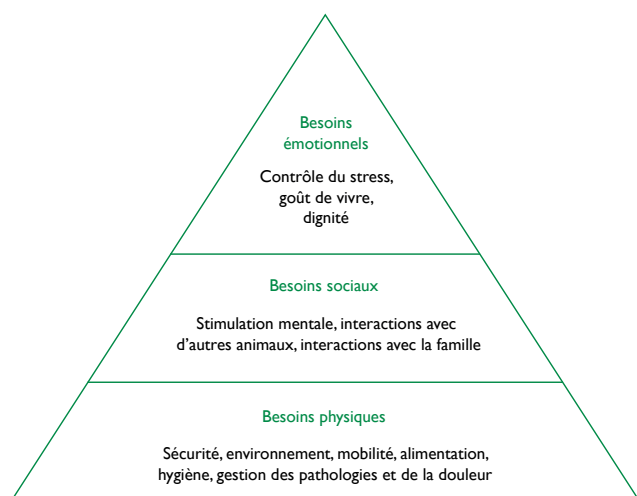 Besoins
émotionnels
Contrôle du stress,
goût de vivre,
dignité
Besoins sociaux
Stimulation mentale, interactions avec
d'autres animaux, interactions avec la famille
Besoins physiques
Sécurité, environnement, mobilité, alimentation,
hygiène, gestion des pathologies et de la douleur